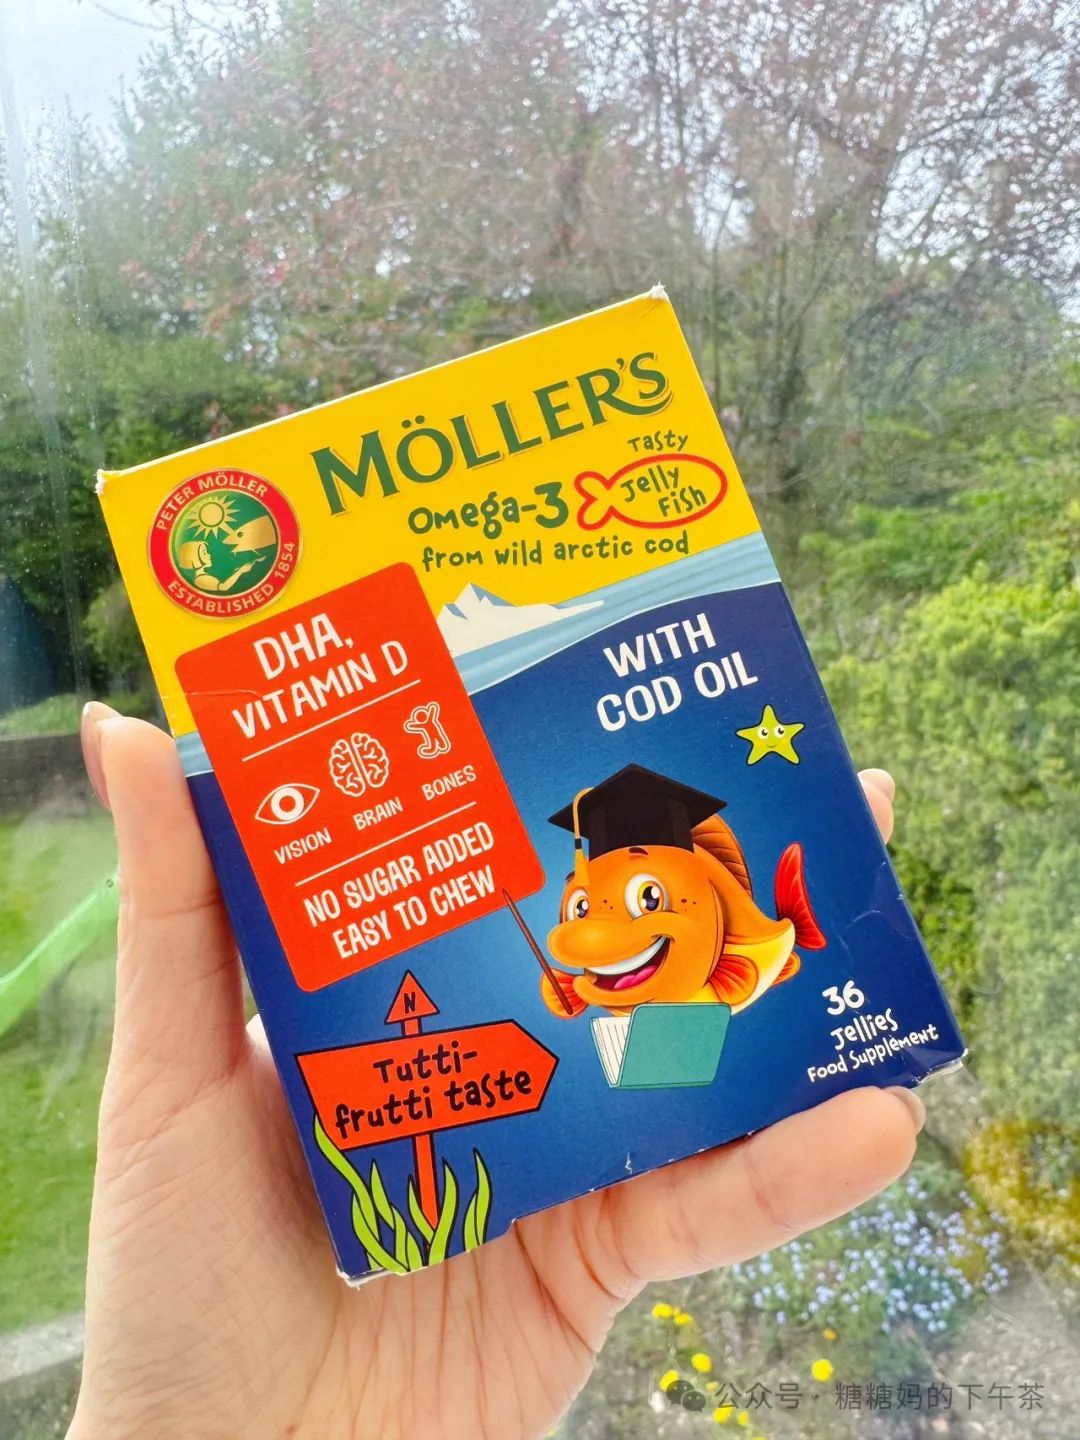 MÖLLER'S
PETER MÖLLER
ESTABLISHED 1854
Omega-3
Tasty
Jelly
Fish
from wild arctic cod
DHA,
VITAMIN D
VISION
BRAIN
BONES
NO SUGAR ADDED
EASY TO CHEW
WITH
COD OIL
N
Tutti-
frutti taste
36
Jellies
Food Supplement
公众号 · 糖糖妈的下午茶